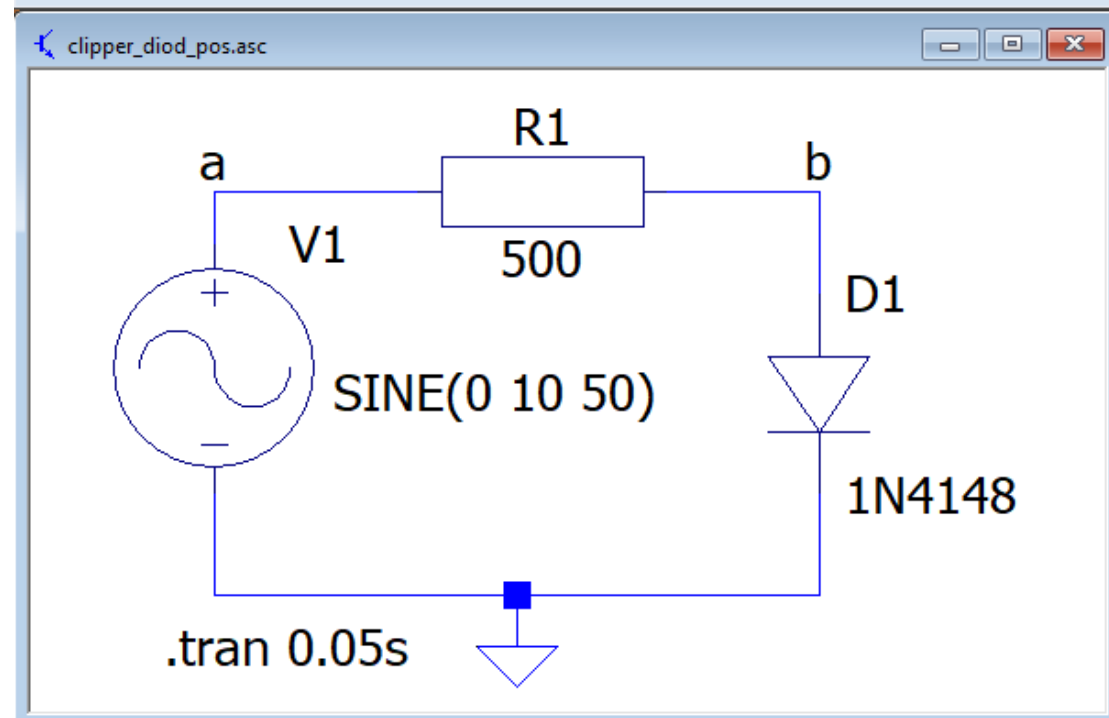 clipper_diod_pos.asc
R1
a
b
V1
500
D1
SINE(0 10 50)
1N4148
.tran 0.05s